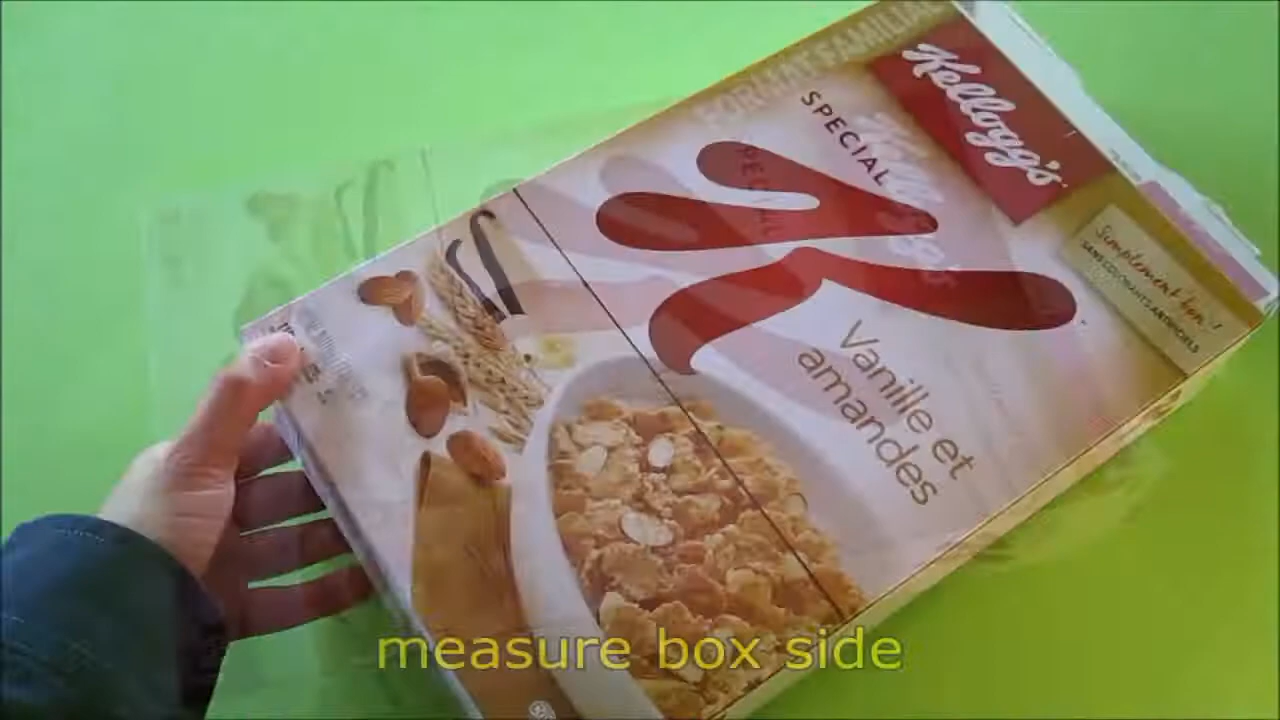 FORMAT FAMILIAL
Kellogg's
SPECIAL
Simplement bon!
SANS COLORANTS ARTIFICIELS
Vanille et
amandes
measure box side